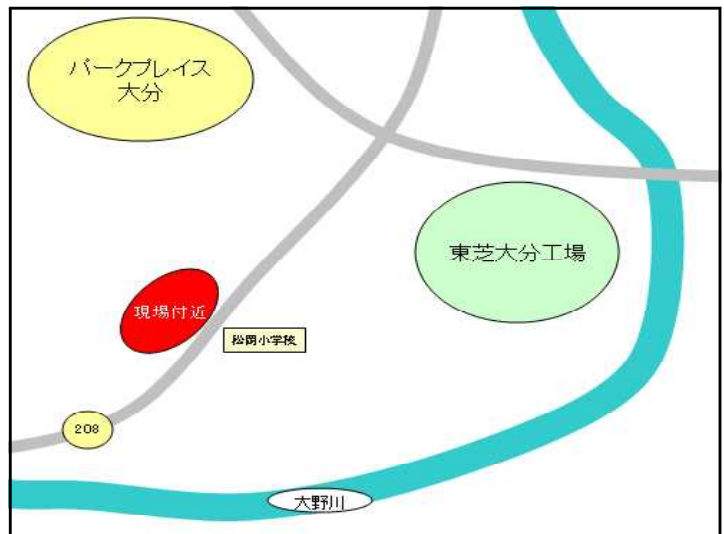 パークプレイス
大分
東芝大分工場
現場付近
松岡小学校
208
大野川